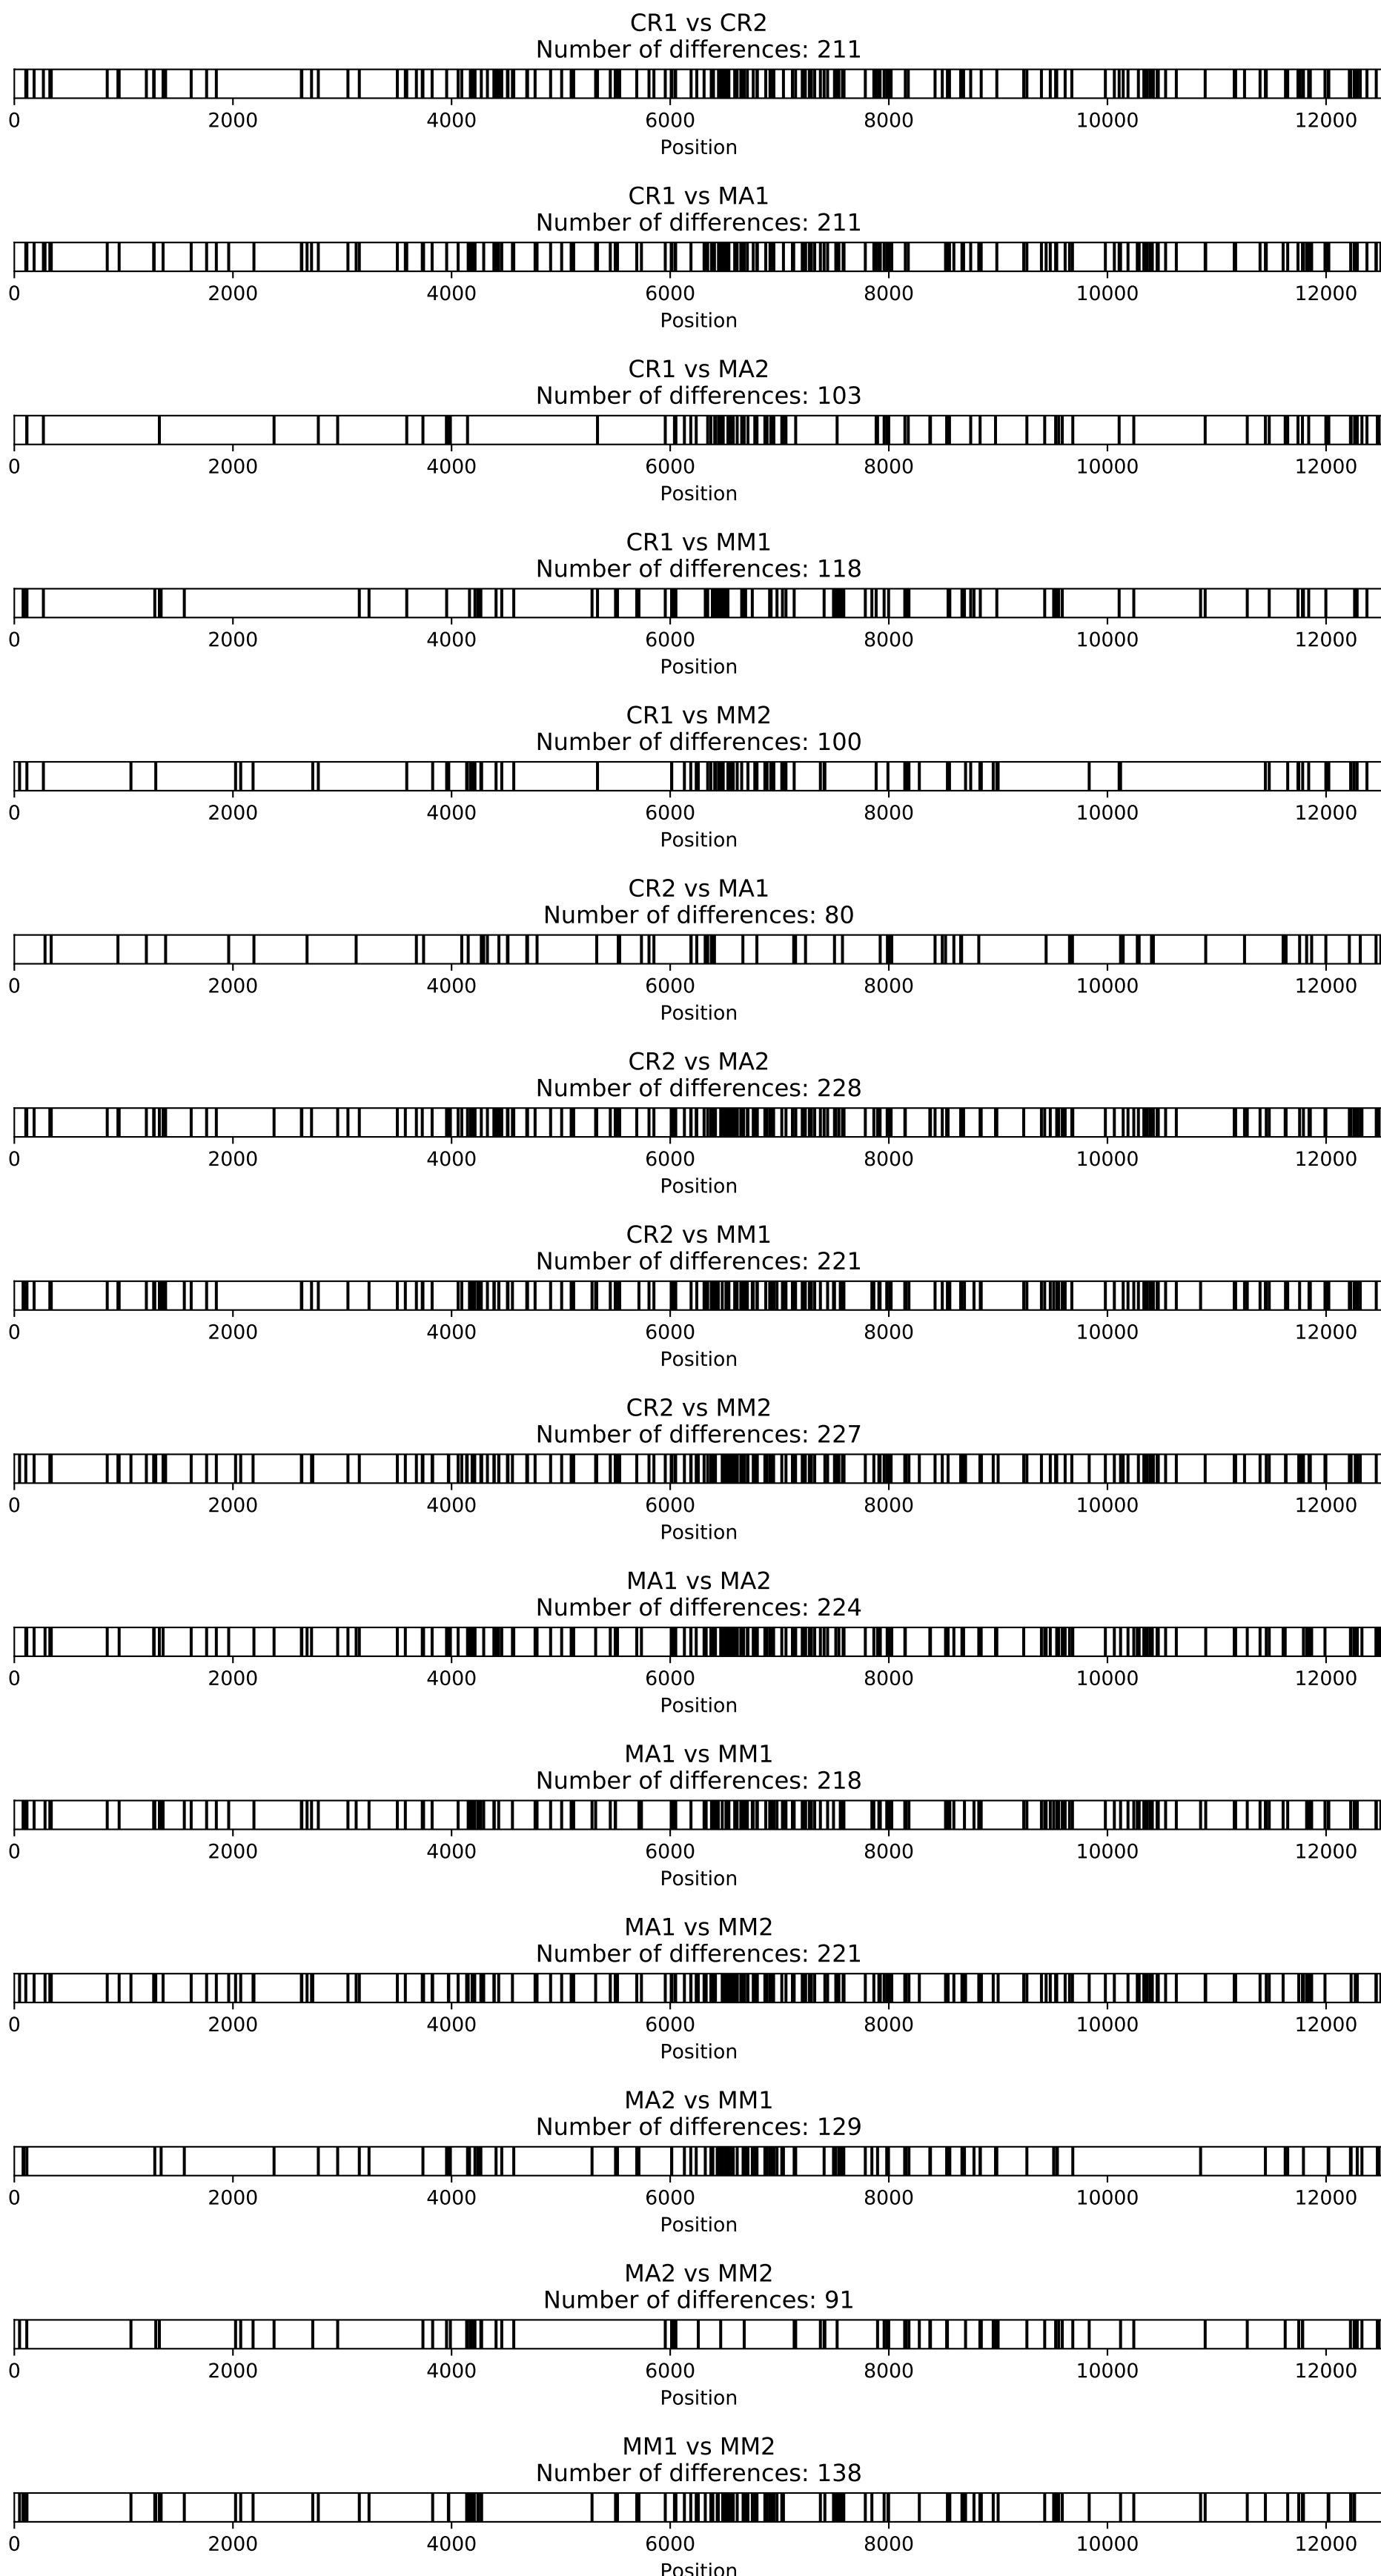 CR1 vs CR2
Number of differences: 211
0 2000 4000 6000 8000 10000 12000
Position
CR1 vs MA1
Number of differences: 211
0 2000 4000 6000 8000 10000 12000
Position
CR1 vs MA2
Number of differences: 103
0 2000 4000 6000 8000 10000 12000
Position
CR1 vs MM1
Number of differences: 118
0 2000 4000 6000 8000 10000 12000
Position
CR1 vs MM2
Number of differences: 100
0 2000 4000 6000 8000 10000 12000
Position
CR2 vs MA1
Number of differences: 80
0 2000 4000 6000 8000 10000 12000
Position
CR2 vs MA2
Number of differences: 228
0 2000 4000 6000 8000 10000 12000
Position
CR2 vs MM1
Number of differences: 221
0 2000 4000 6000 8000 10000 12000
Position
CR2 vs MM2
Number of differences: 227
0 2000 4000 6000 8000 10000 12000
Position
MA1 vs MA2
Number of differences: 224
0 2000 4000 6000 8000 10000 12000
Position
MA1 vs MM1
Number of differences: 218
0 2000 4000 6000 8000 10000 12000
Position
MA1 vs MM2
Number of differences: 221
0 2000 4000 6000 8000 10000 12000
Position
MA2 vs MM1
Number of differences: 129
0 2000 4000 6000 8000 10000 12000
Position
MA2 vs MM2
Number of differences: 91
0 2000 4000 6000 8000 10000 12000
Position
MM1 vs MM2
Number of differences: 138
0 2000 4000 6000 8000 10000 12000
Position